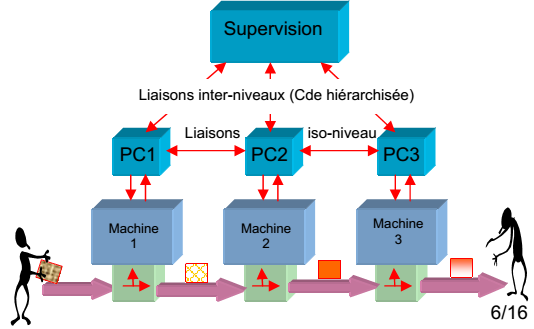 Supervision
Liaisons inter-niveaux (Cde hiérarchisée)
Liaisons iso-niveau
PC1 PC2 PC3
Machine
1
Machine
2
Machine
3
6/16